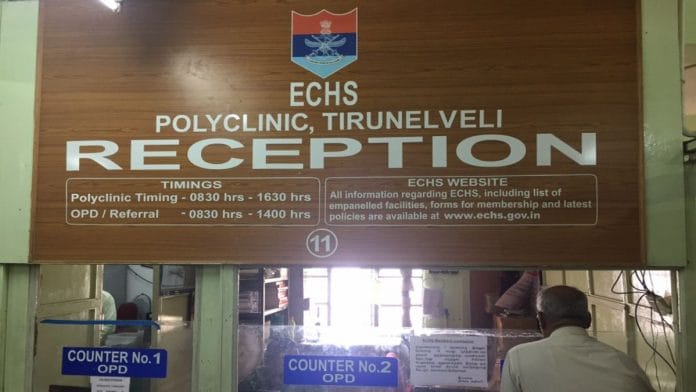 ECHS
POLYCLINIC, TIRUNELVELI
RECEPTION
TIMINGS
Polyclinic Timing - 0830 hrs - 1630 hrs
OPD / Referral - 0830 hrs - 1400 hrs
ECHS WEBSITE
All information regarding ECHS, including list of
empanelled facilities, forms for membership and latest
policies are available at www.echs.gov.in
11
COUNTER No.1
OPD
COUNTER No.2
OPD